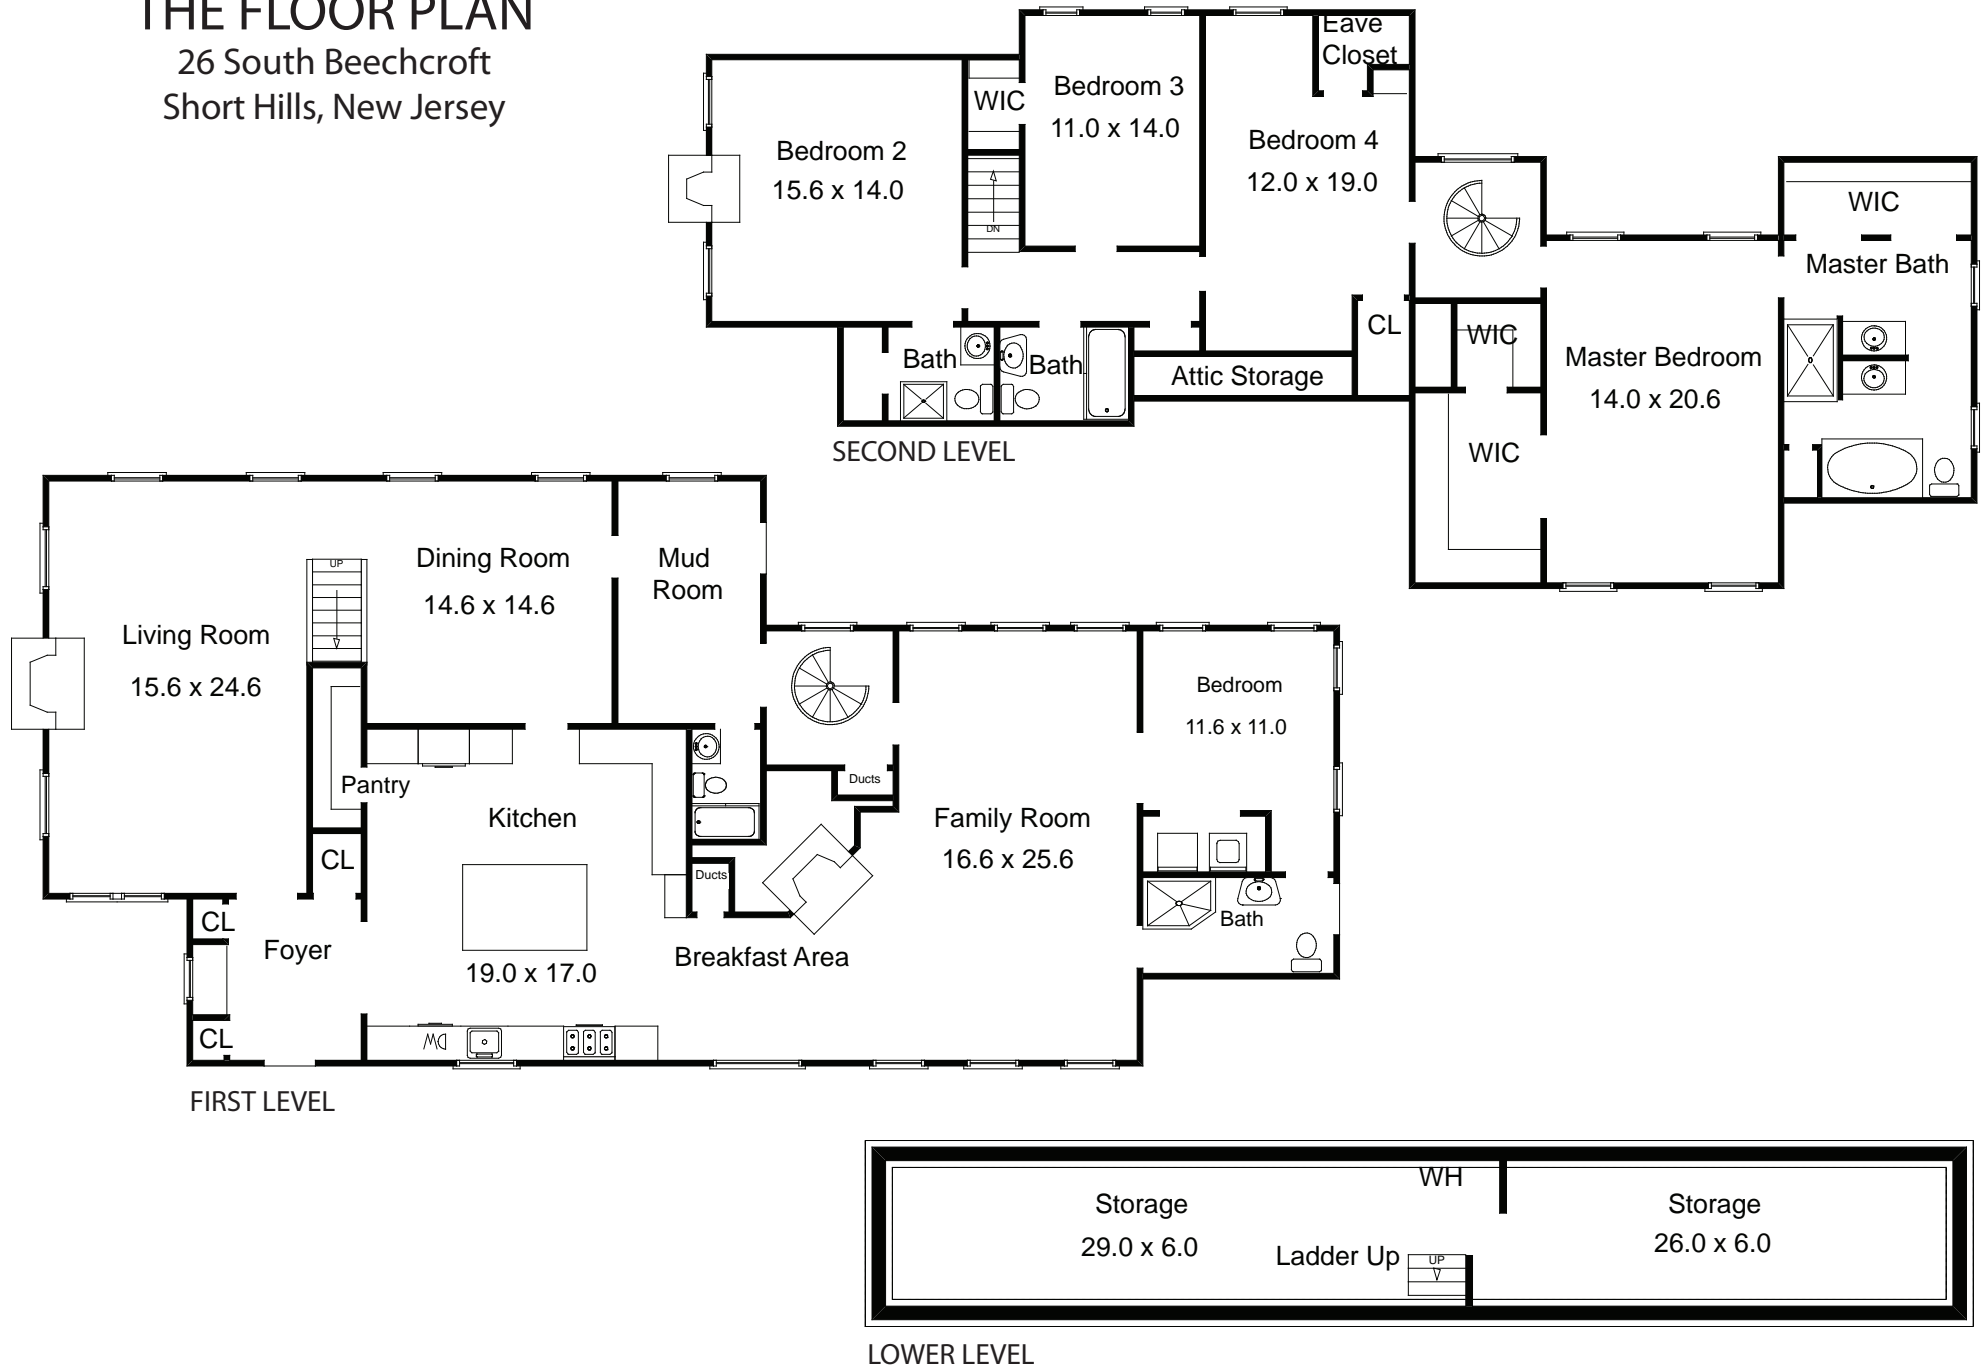 THE FLOOR PLAN
26 South Beechcroft
Short Hills, New Jersey
Eave
Closet
WIC
Bedroom 3
11.0 x 14.0
Bedroom 2
15.6 x 14.0
Bedroom 4
12.0 x 19.0
DN
WIC
Master Bath
CL
WIC
Bath
Bath
Attic Storage
Master Bedroom
14.0 x 20.6
WIC
SECOND LEVEL
UP
Dining Room
14.6 x 14.6
Mud
Room
Living Room
15.6 x 24.6
Bedroom
11.6 x 11.0
Pantry
Ducts
Kitchen
Family Room
16.6 x 25.6
CL
Ducts
CL
Foyer
Bath
Breakfast Area
19.0 x 17.0
CL
DW
FIRST LEVEL
WH
Storage
29.0 x 6.0
Storage
26.0 x 6.0
Ladder Up
UP
LOWER LEVEL